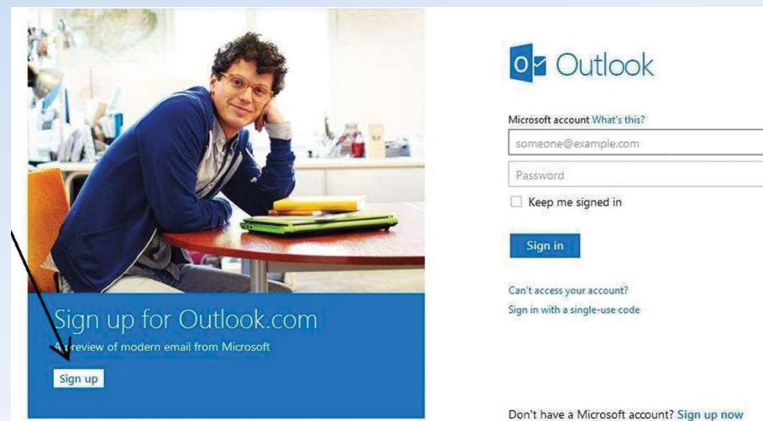 Sign up for Outlook.com
A preview of modern email from Microsoft
Sign up
Outlook
Microsoft account What's this?
someone@example.com
Password
Keep me signed in
Sign in
Can't access your account?
Sign in with a single-use code
Don't have a Microsoft account? Sign up now